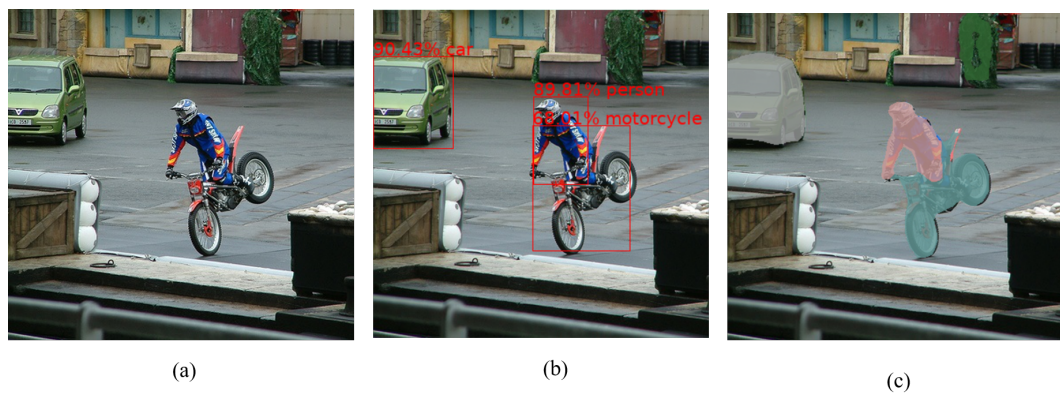 90.43% car
89.81% person
68.01% motorcycle
(a)
(b)
(c)